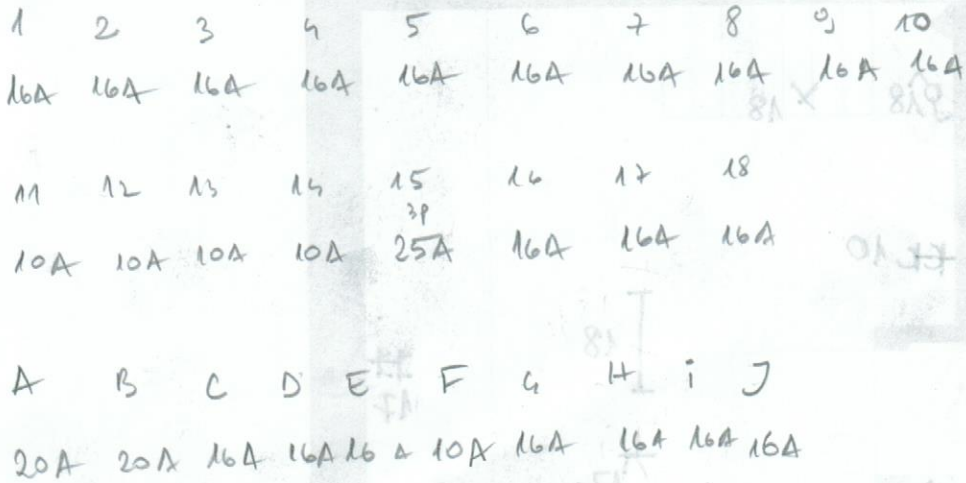 1 2 3 4 5 6 7 8 9 10
16A 16A 16A 16A 16A 16A 16A 16A 16A 16A
11 12 13 14 15 16 17 18
3P
10A 10A 10A 10A 25A 16A 16A 16A
A B C D E F G H i J
20A 20A 16A 16A 16A 10A 16A 16A 16A 16A